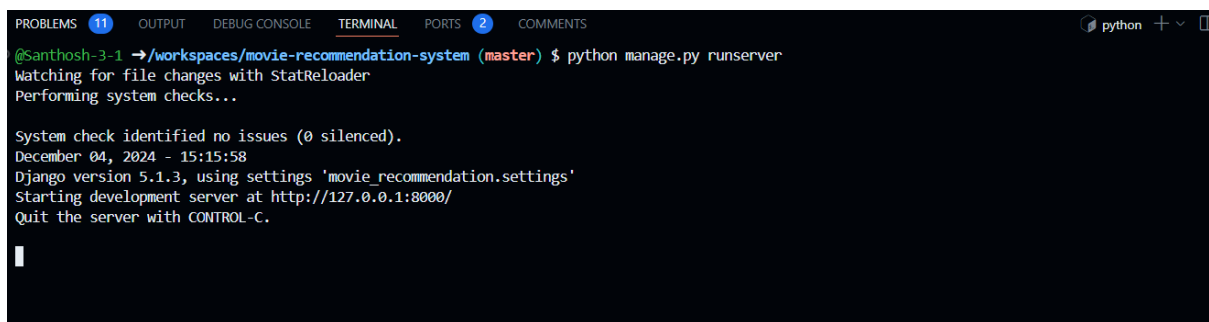 PROBLEMS 11 OUTPUT DEBUG CONSOLE TERMINAL PORTS 2 COMMENTS python
@Santhosh-3-1 ➜/workspaces/movie-recommendation-system (master) $ python manage.py runserver
Watching for file changes with StatReloader
Performing system checks...
System check identified no issues (0 silenced).
December 04, 2024 - 15:15:58
Django version 5.1.3, using settings 'movie_recommendation.settings'
Starting development server at http://127.0.0.1:8000/
Quit the server with CONTROL-C.